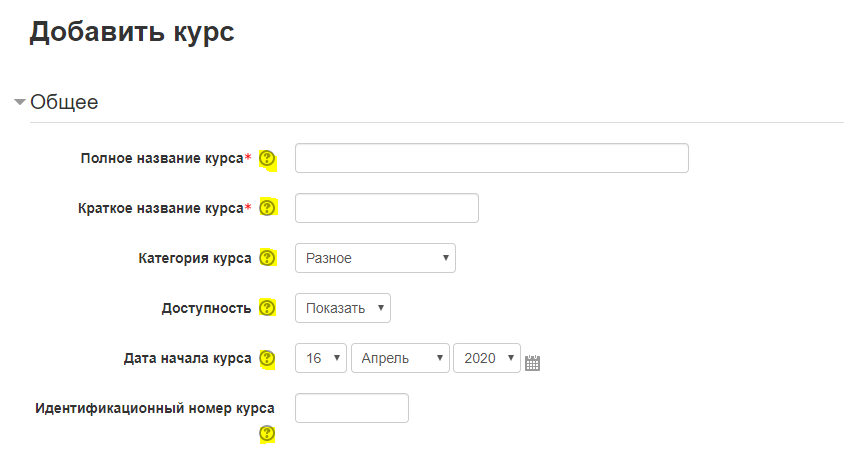 Добавить курс
Общее
Полное название курса* ?
Краткое название курса* ?
Категория курса ? Разное
Доступность ? Показать
Дата начала курса ? 16 Апрель 2020
Идентификационный номер курса
?